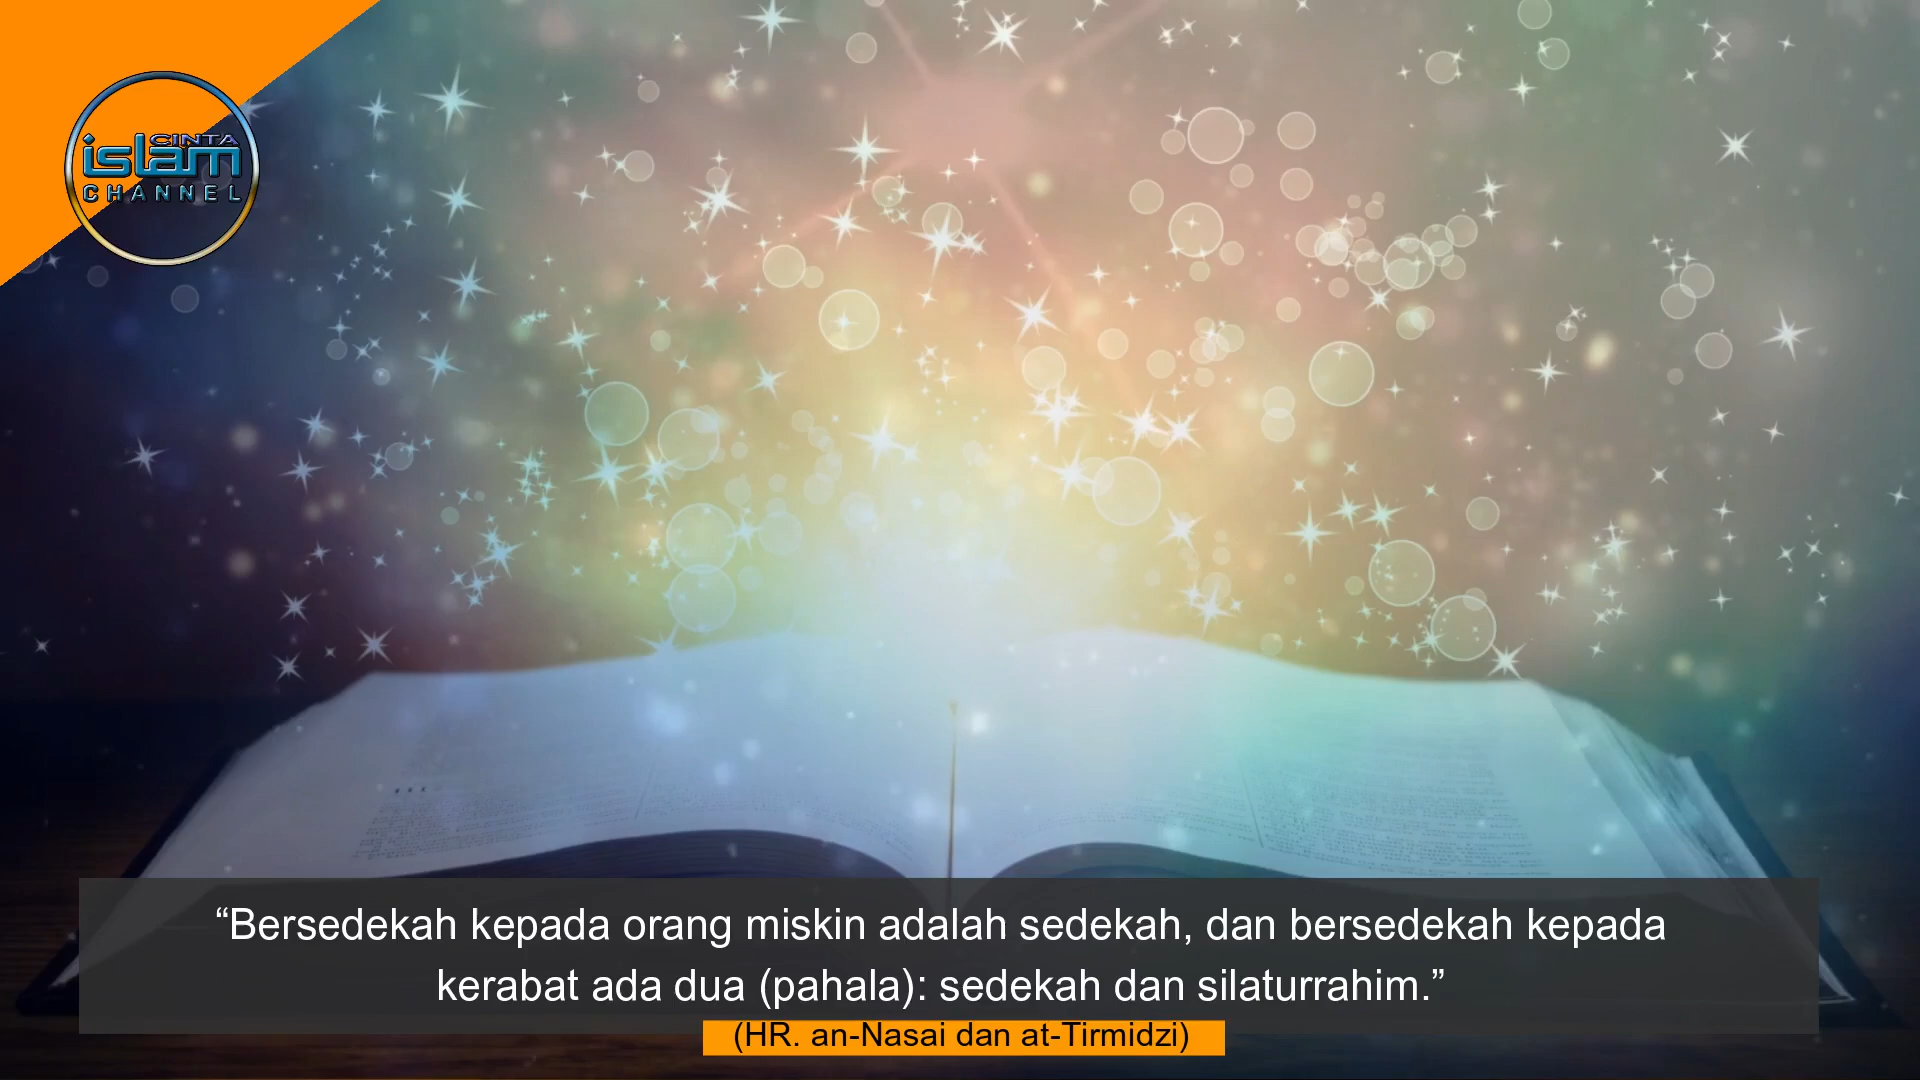 CINTA
islam
CHANNEL
“Bersedekah kepada orang miskin adalah sedekah, dan bersedekah kepada
kerabat ada dua (pahala): sedekah dan silaturrahim.”
(HR. an-Nasai dan at-Tirmidzi)